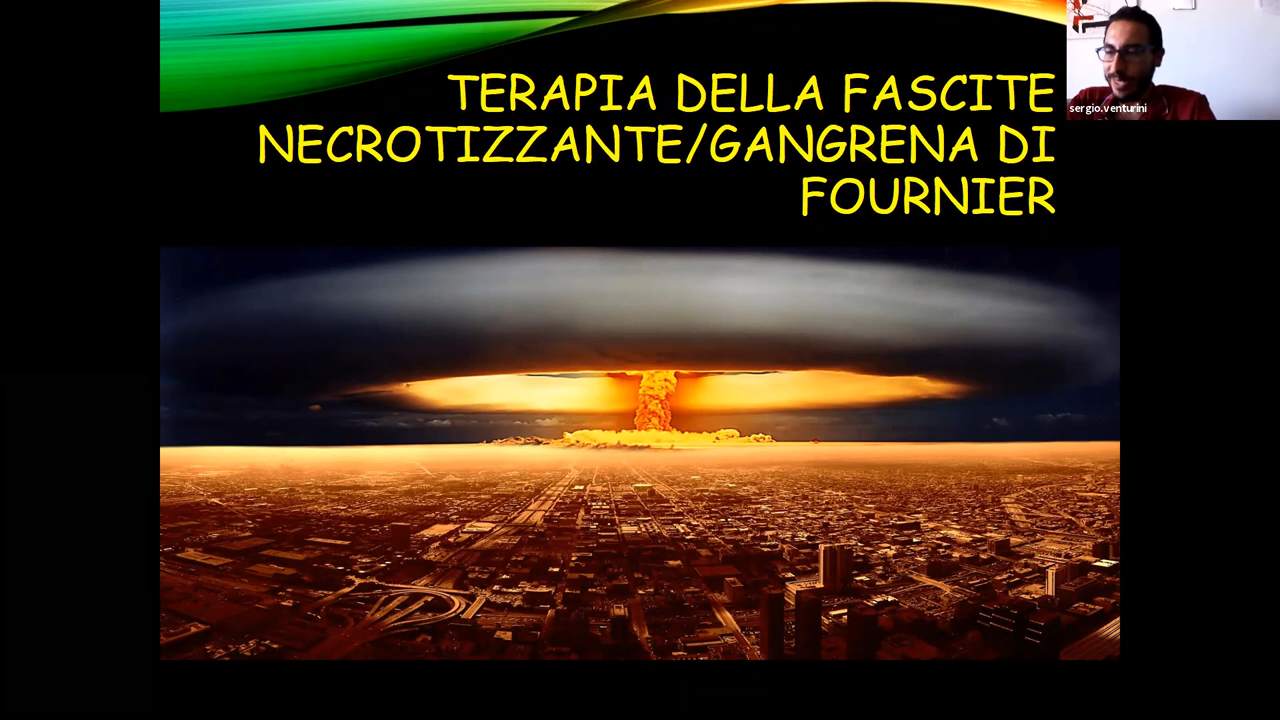 TERAPIA DELLA FASCITE
NECROTIZZANTE/GANGRENA DI
FOURNIER
sergio.venturini